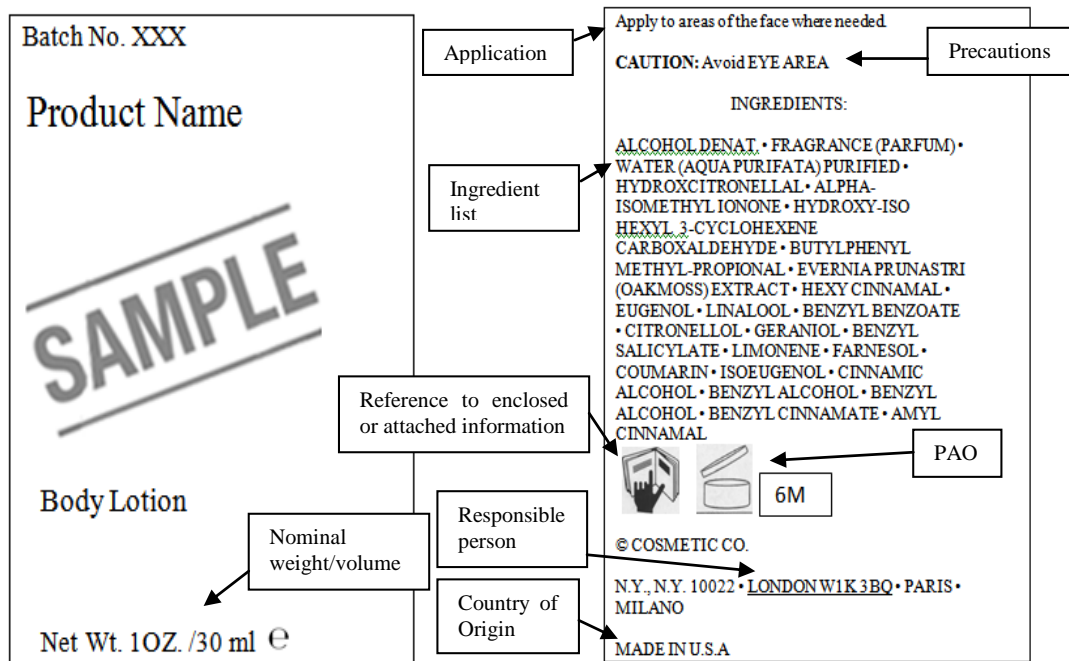 Batch No. XXX
Product Name
SAMPLE
Body Lotion
Net Wt. 1OZ. /30 ml ℮
Application
Ingredient
list
Reference to enclosed
or attached information
Nominal
weight/volume
Responsible
person
Country of
Origin
Apply to areas of the face where needed.
CAUTION: Avoid EYE AREA
Precautions
INGREDIENTS:
ALCOHOL DENAT. • FRAGRANCE (PARFUM) •
WATER (AQUA PURIFATA) PURIFIED •
HYDROXCITRONELLAL • ALPHA-
ISOMETHYL IONONE • HYDROXY-ISO
HEXYL 3-CYCLOHEXENE
CARBOXALDEHYDE • BUTYLPHENYL
METHYL-PROPIONAL • EVERNIA PRUNASTRI
(OAKMOSS) EXTRACT • HEXY CINNAMAL •
EUGENOL • LINALOOL • BENZYL BENZOATE
• CITRONELLOL • GERANIOL • BENZYL
SALICYLATE • LIMONENE • FARNESOL •
COUMARIN • ISOEUGENOL • CINNAMIC
ALCOHOL • BENZYL ALCOHOL • BENZYL
ALCOHOL • BENZYL CINNAMATE • AMYL
CINNAMAL
PAO
6M
© COSMETIC CO.
N.Y., N.Y. 10022 • LONDON W1K 3BQ • PARIS •
MILANO
MADE IN U.S.A